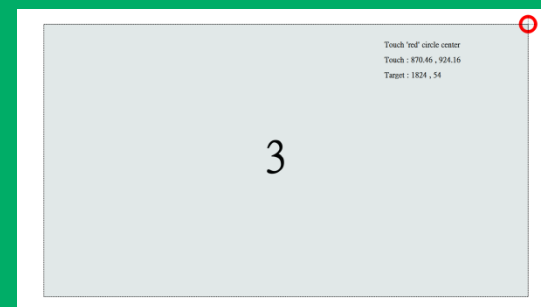 Touch 'red' circle center
Touch : 870.46 , 924.16
Target : 1824 , 54
3